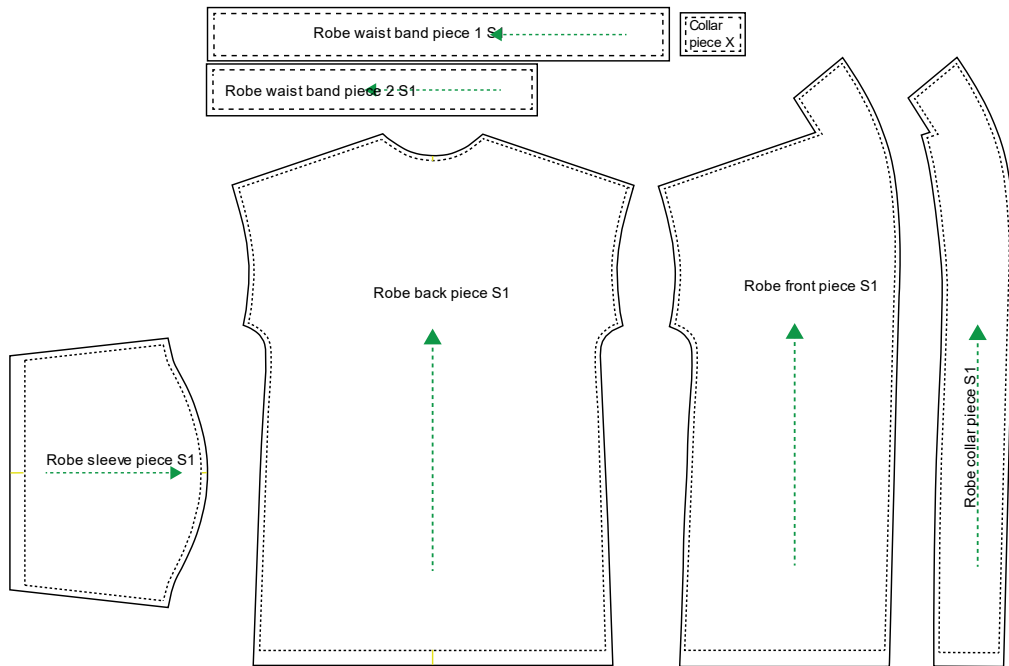 Robe waist band piece 1 S1
Collar
piece X
Robe waist band piece 2 S1
Robe back piece S1
Robe front piece S1
Robe collar piece S1
Robe sleeve piece S1